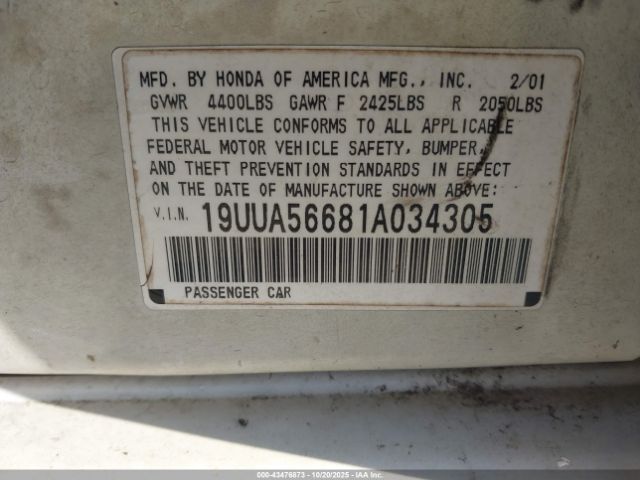 MFD. BY HONDA OF AMERICA MFG., INC. 2/01
GVWR 4400LBS GAWR F 2425LBS R 2050LBS
THIS VEHICLE CONFORMS TO ALL APPLICABLE
FEDERAL MOTOR VEHICLE SAFETY, BUMPER,
AND THEFT PREVENTION STANDARDS IN EFFECT
ON THE DATE OF MANUFACTURE SHOWN ABOVE:
V.I.N. 19UUA56681A034305
PASSENGER CAR
000-43476873 | 10/20/2025 - IAA Inc.